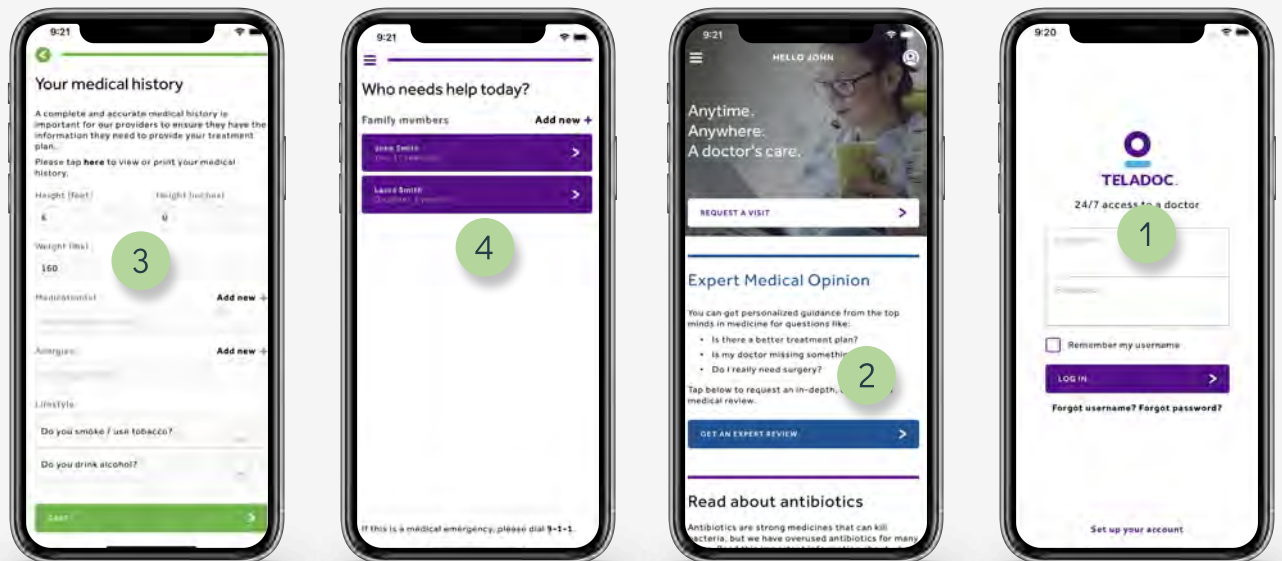 9:21
Your medical history
A complete and accurate medical history is
important for our providers to ensure they have the
information they need to provide your treatment
plan.
Please tap here to view or print your medical
history.
Height (feet)
Height (inches)
6
0
Weight (lbs)
160
3
Medication(s)
Add new +
Allergies
Add new +
Lifestyle
Do you smoke / use tobacco?
Do you drink alcohol?
9:21
Who needs help today?
Family members
Add new +
John Smith
Laura Smith
4
If this is a medical emergency, please dial 9-1-1.
9:21
HELLO JOHN
Anytime.
Anywhere.
A doctor's care.
REQUEST A VISIT
Expert Medical Opinion
You can get personalized guidance from the top
minds in medicine for questions like:
• Is there a better treatment plan?
• Is my doctor missing
• Do I really need surgery?
2
Tap below to request an in-depth,
medical review.
GET AN EXPERT REVIEW
Read about antibiotics
Antibiotics are strong medicines that can kill
bacteria, but we have overused antibiotics for many
9:20
TELADOC.
24/7 access to a doctor
1
Remember my username
LOG IN
Forgot username? Forgot password?
Set up your account